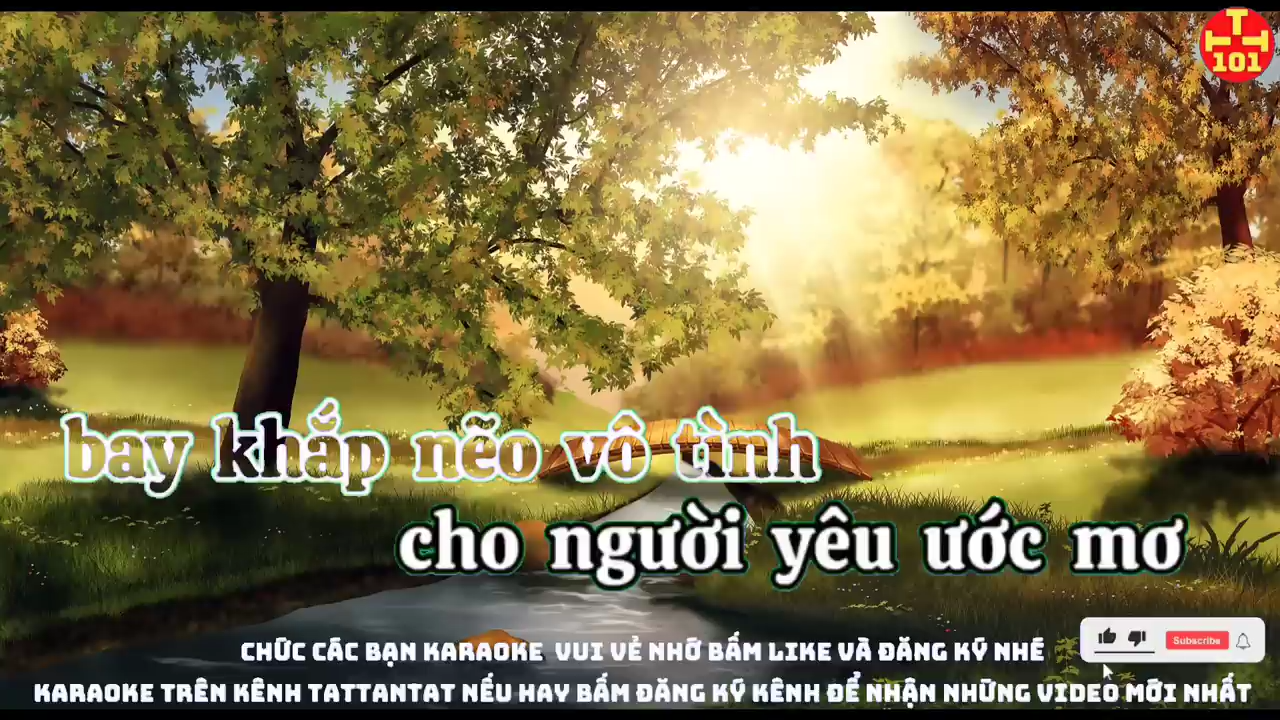 T
TTH
101
bay khắp nẽo vô tình
cho người yêu ước mơ
CHỨC CÁC BẠN KARAOKE VUI VẺ NHỚ BẤM LIKE VÀ ĐĂNG KÝ NHÉ
Subscribe
KARAOKE TRÊN KÊNH TATTANTAT NẾU HAY BẤM ĐĂNG KÝ KÊNH ĐỂ NHẬN NHỮNG VIDEO MỚI NHẤT